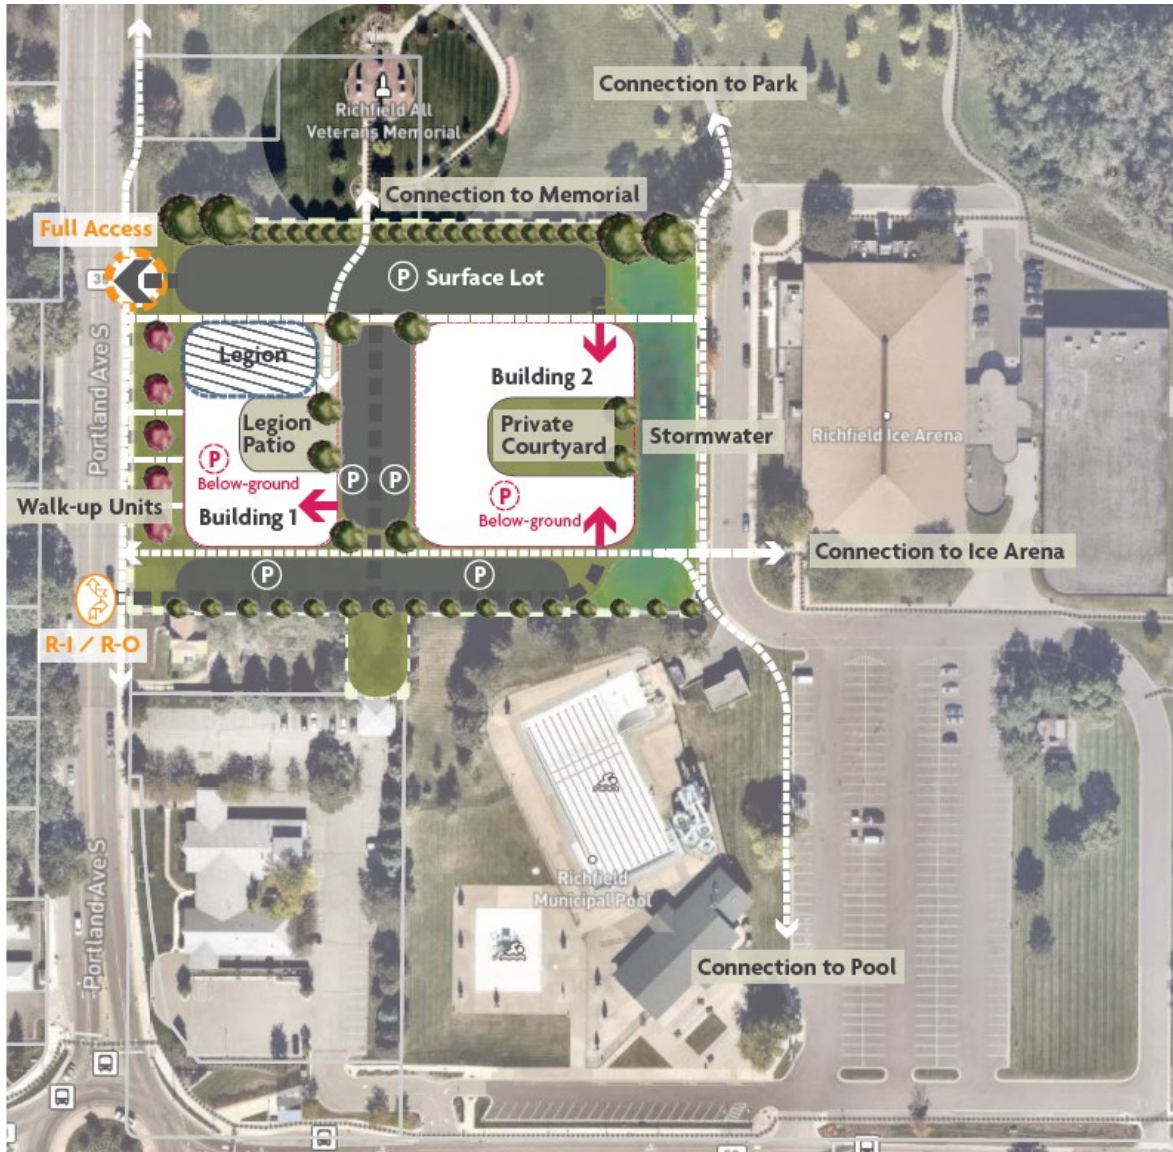 Connection to Park
Richfield All
Veterans Memorial
Connection to Memorial
Full Access
P Surface Lot
Portland Ave S
Legion
Building 2
Legion
Patio
Private
Courtyard
Stormwater
Richfield Ice Arena
P
Below-ground
P
P
P
Below-ground
Walk-up Units
Building 1
Connection to Ice Arena
P
P
R-I / R-O
Richfield
Municipal Pool
Portland Ave S
Connection to Pool